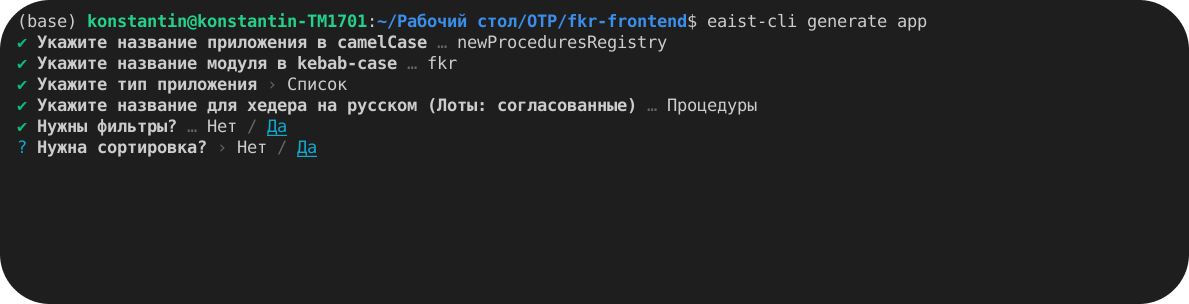 (base) konstantin@konstantin-TM1701:~/Рабочий стол/OTP/fkr-frontend$ eaist-cli generate app
✔ Укажите название приложения в camelCase … newProceduresRegistry
✔ Укажите название модуля в kebab-case … fkr
✔ Укажите тип приложения › Список
✔ Укажите название для хедера на русском (Лоты: согласованные) … Процедуры
✔ Нужны фильтры? … Нет / Да
? Нужна сортировка? › Нет / Да